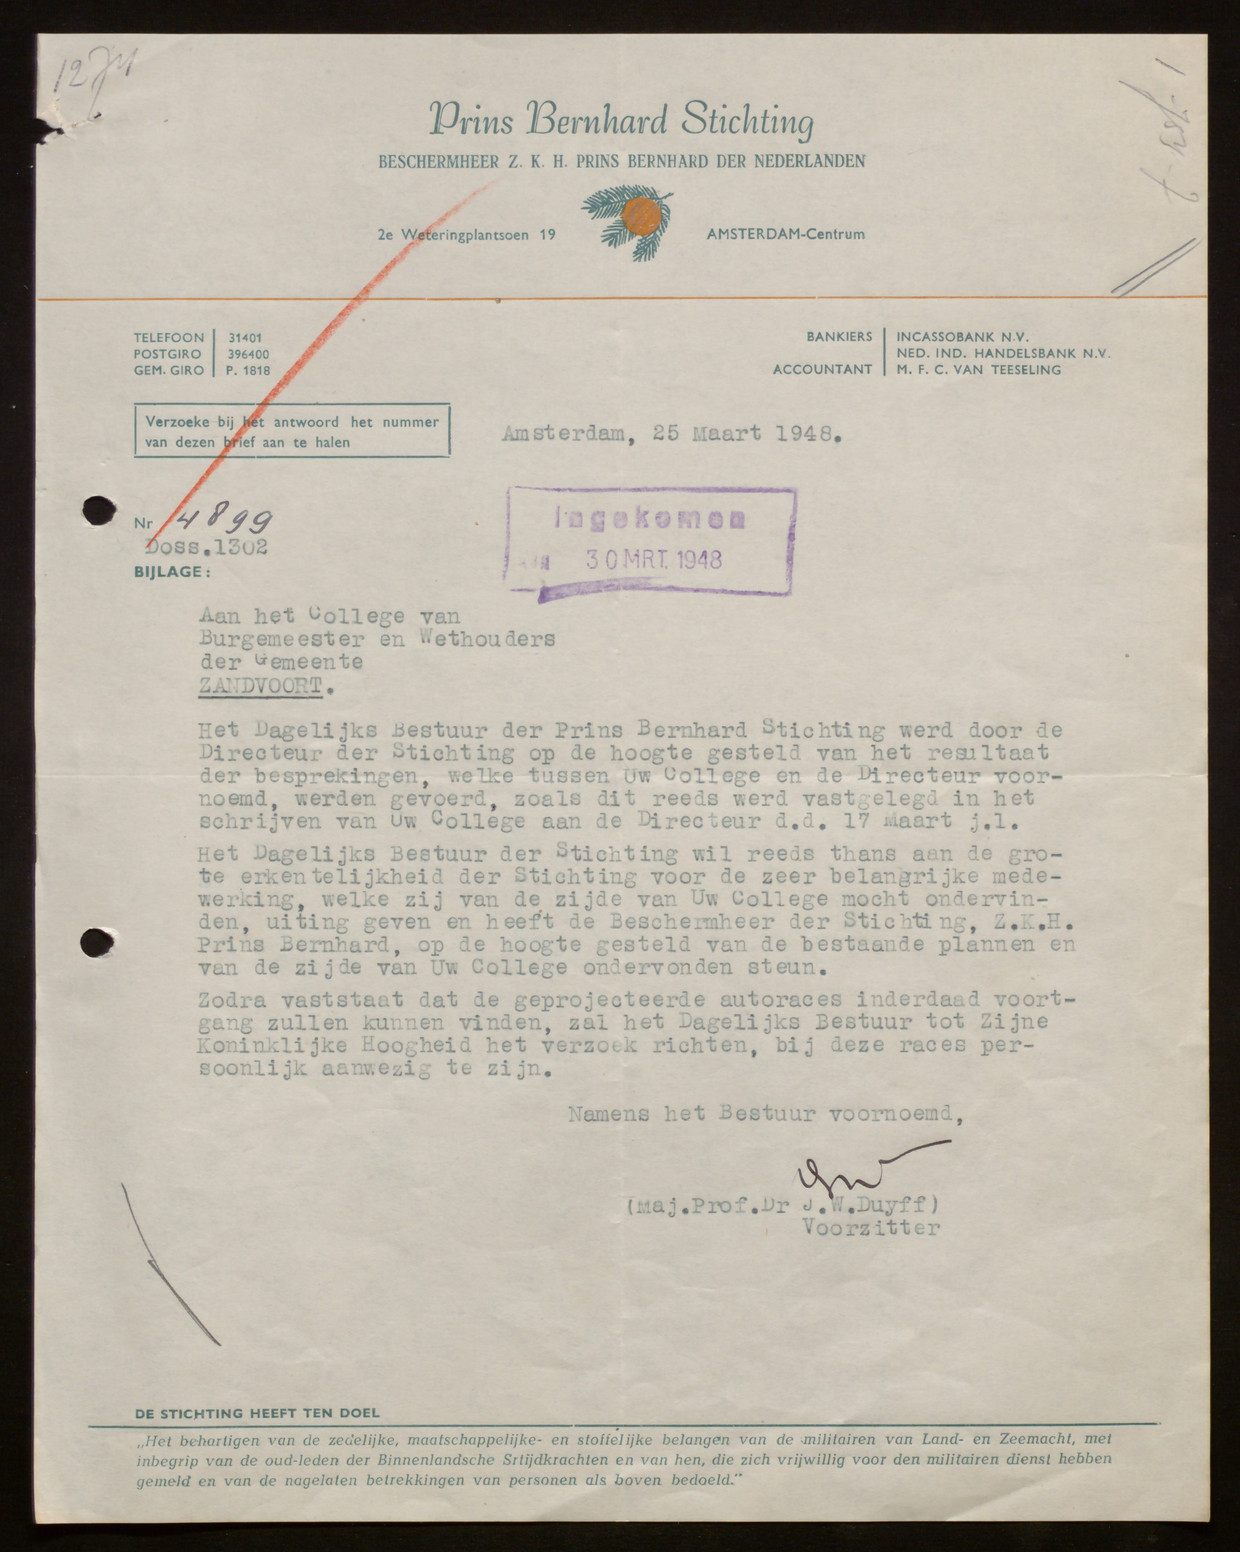 1274
Prins Bernhard Stichting
BESCHERMHEER Z. K. H. PRINS BERNHARD DER NEDERLANDEN
2e Weteringplantsoen 19 AMSTERDAM-Centrum
TELEFOON 31401
POSTGIRO 396400
GEM. GIRO P. 1818
BANKIERS INCASSOBANK N.V.
NED. IND. HANDELSBANK N.V.
ACCOUNTANT M. F. C. VAN TEESELING
Verzoeke bij het antwoord het nummer
van dezen brief aan te halen
Amsterdam, 25 Maart 1948.
Ingekomen
30 MRT. 1948
Nr 4899
Doss.1302
BIJLAGE:
Aan het College van
Burgemeester en Wethouders
der Gemeente
ZANDVOORT.
Het Dagelijks Bestuur der Prins Bernhard Stichting werd door de
Directeur der Stichting op de hoogte gesteld van het resultaat
der besprekingen, welke tussen Uw College en de Directeur voor-
noemd, werden gevoerd, zoals dit reeds werd vastgelegd in het
schrijven van Uw College aan de Directeur d.d. 17 Maart j.l.
Het Dagelijks Bestuur der Stichting wil reeds thans aan de gro-
te erkentelijkheid der Stichting voor de zeer belangrijke mede-
werking, welke zij van de zijde van Uw College mocht ondervin-
den, uiting geven en heeft de Beschermheer der Stichting, Z.K.H.
Prins Bernhard, op de hoogte gesteld van de bestaande plannen en
van de zijde van Uw College ondervonden steun.
Zodra vaststaat dat de geprojecteerde autoraces inderdaad voort-
gang zullen kunnen vinden, zal het Dagelijks Bestuur tot Zijne
Koninklijke Hoogheid het verzoek richten, bij deze races per-
soonlijk aanwezig te zijn.
Namens het Bestuur voornoemd,
(Maj.Prof.Dr J.W.Duyff)
Voorzitter
DE STICHTING HEEFT TEN DOEL
„Het behartigen van de zedelijke, maatschappelijke- en stoffelijke belangen van de militairen van Land- en Zeemacht, met
inbegrip van de oud-leden der Binnenlandsche Srtijdkrachten en van hen, die zich vrijwillig voor den militairen dienst hebben
gemeld en van de nagelaten betrekkingen van personen als boven bedoeld.”